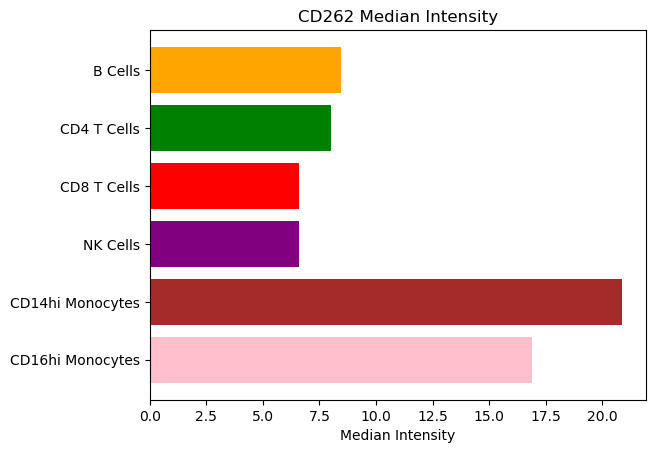 CD262 Median Intensity
B Cells
CD4 T Cells
CD8 T Cells
NK Cells
CD14hi Monocytes
CD16hi Monocytes
0.0 2.5 5.0 7.5 10.0 12.5 15.0 17.5 20.0
Median Intensity